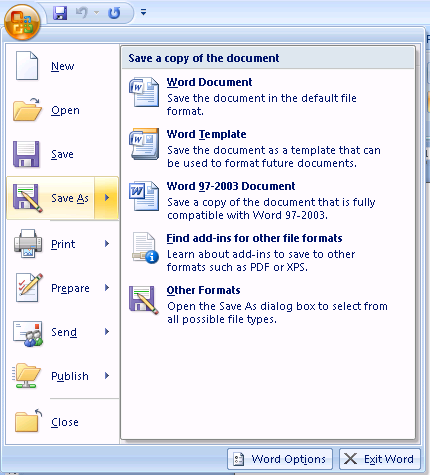 New
Open
Save
Save As
Print
Prepare
Send
Publish
Close
Save a copy of the document
Word Document
Save the document in the default file
format.
Word Template
Save the document as a template that can
be used to format future documents.
Word 97-2003 Document
Save a copy of the document that is fully
compatible with Word 97-2003.
Find add-ins for other file formats
Learn about add-ins to save to other
formats such as PDF or XPS.
Other Formats
Open the Save As dialog box to select from
all possible file types.
Word Options
Exit Word